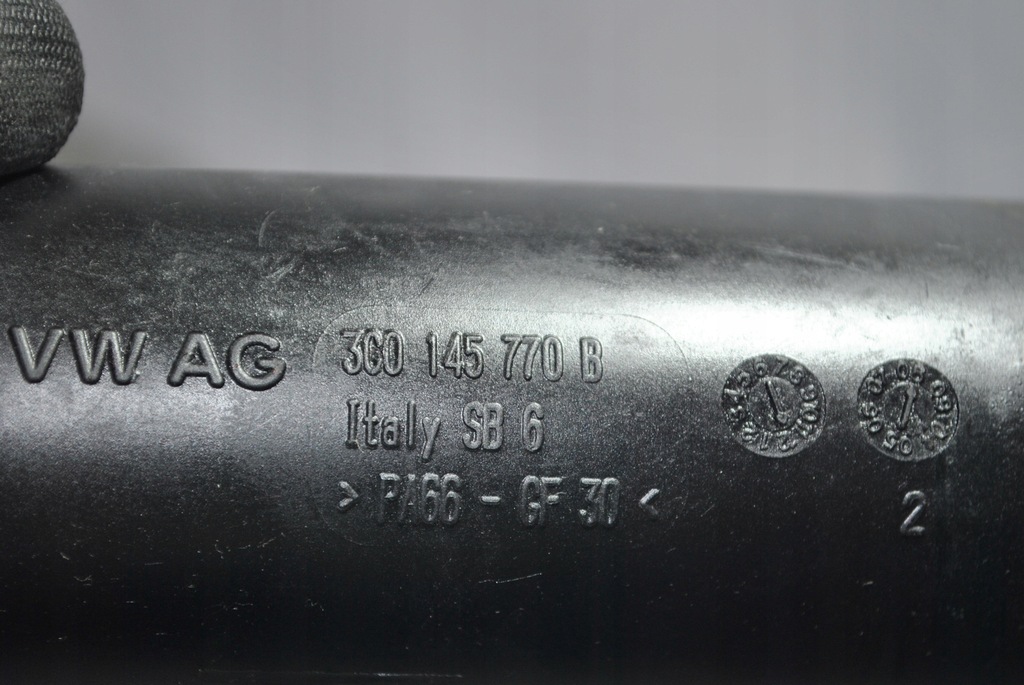 VW AG
3C0 145 770 B
Italy SB 6
> PA66 - GF 30 <
2